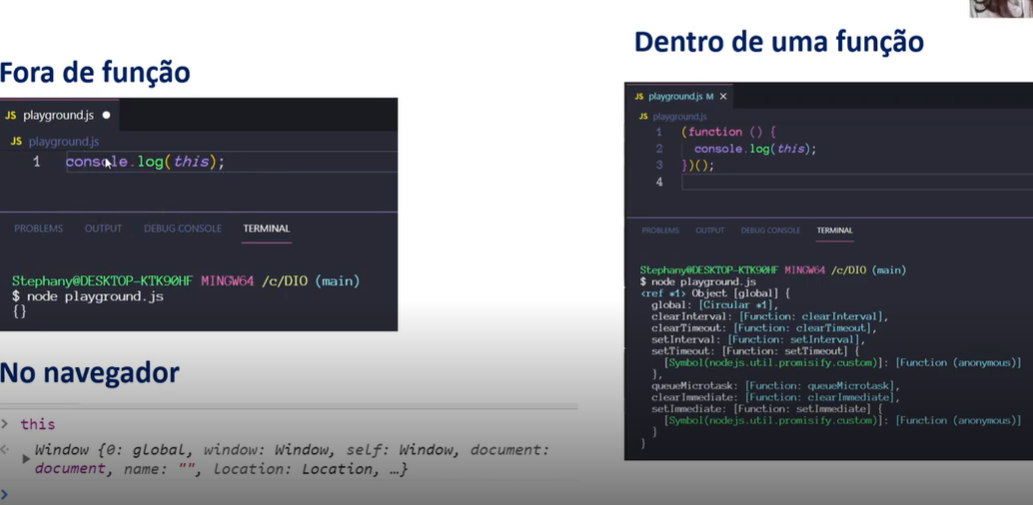 Fora de função
JS playground.js ●
JS playground.js
1 console.log(this);
PROBLEMS OUTPUT DEBUG CONSOLE TERMINAL
Stephany@DESKTOP-KTK90HF MINGW64 /c/DIO (main)
$ node playground.js
{}
No navegador
> this
Window {0: global, window: Window, self: Window, document:
document, name: "", Location: Location, …}
>
Dentro de uma função
JS playground.js M X
JS playground.js
1 (function () {
2 console.log(this);
3 })();
4
PROBLEMS OUTPUT DEBUG CONSOLE TERMINAL
Stephany@DESKTOP-KTK90HF MINGW64 /c/DIO (main)
$ node playground.js
<ref *1> Object [global] {
global: [Circular *1],
clearInterval: [Function: clearInterval],
clearTimeout: [Function: clearTimeout],
setInterval: [Function: setInterval],
setTimeout: [Function: setTimeout] {
[Symbol(nodejs.util.promisify.custom)]: [Function (anonymous)]
},
queueMicrotask: [Function: queueMicrotask],
clearImmediate: [Function: clearImmediate],
setImmediate: [Function: setImmediate] {
[Symbol(nodejs.util.promisify.custom)]: [Function (anonymous)]
}
}